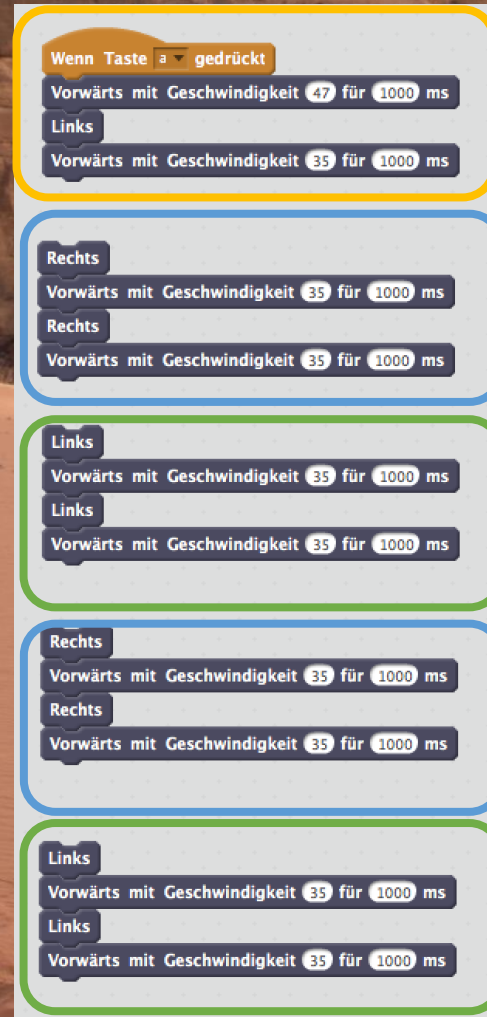 Wenn Taste a gedrückt
Vorwärts mit Geschwindigkeit 47 für 1000 ms
Links
Vorwärts mit Geschwindigkeit 35 für 1000 ms
Rechts
Vorwärts mit Geschwindigkeit 35 für 1000 ms
Rechts
Vorwärts mit Geschwindigkeit 35 für 1000 ms
Links
Vorwärts mit Geschwindigkeit 35 für 1000 ms
Links
Vorwärts mit Geschwindigkeit 35 für 1000 ms
Rechts
Vorwärts mit Geschwindigkeit 35 für 1000 ms
Rechts
Vorwärts mit Geschwindigkeit 35 für 1000 ms
Links
Vorwärts mit Geschwindigkeit 35 für 1000 ms
Links
Vorwärts mit Geschwindigkeit 35 für 1000 ms